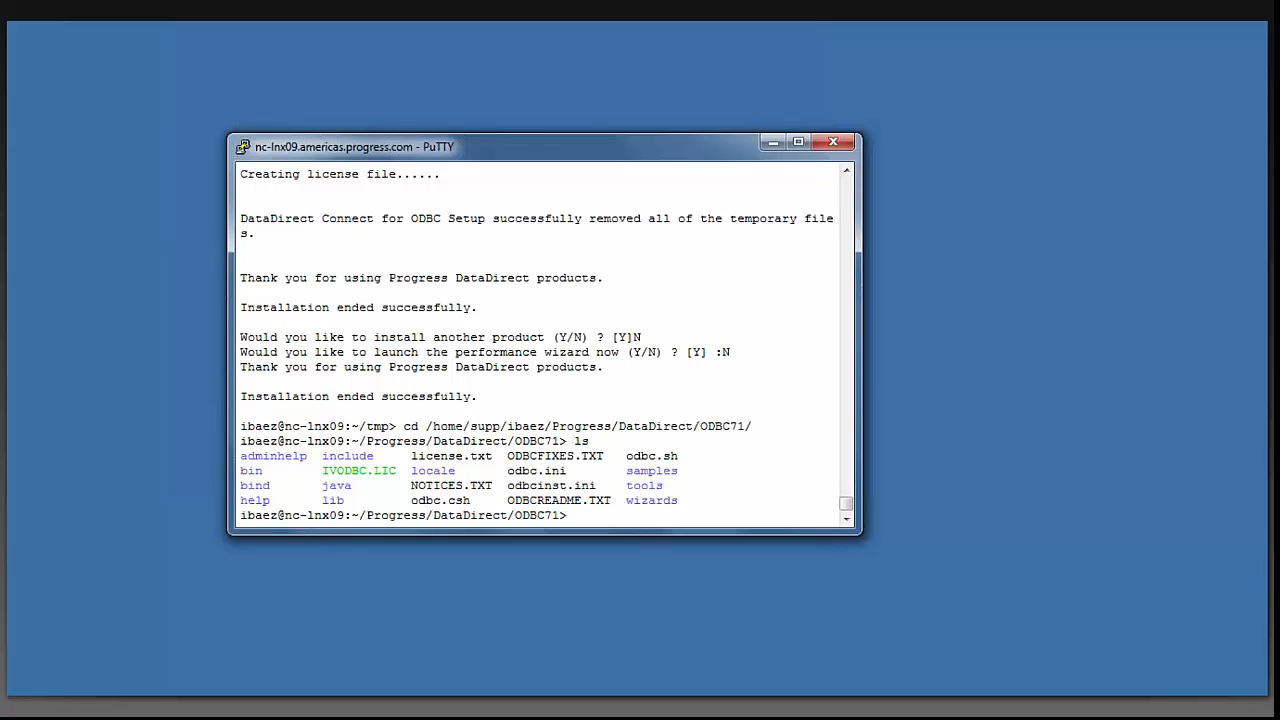 nc-lnx09.americas.progress.com - PuTTY
Creating license file......
DataDirect Connect for ODBC Setup successfully removed all of the temporary file
s.
Thank you for using Progress DataDirect products.
Installation ended successfully.
Would you like to install another product (Y/N) ? [Y]N
Would you like to launch the performance wizard now (Y/N) ? [Y] :N
Thank you for using Progress DataDirect products.
Installation ended successfully.
ibaez@nc-lnx09:~/tmp> cd /home/supp/ibaez/Progress/DataDirect/ODBC71/
ibaez@nc-lnx09:~/Progress/DataDirect/ODBC71> ls
adminhelp include license.txt ODBCFIXES.TXT odbc.sh
bin IVODBC.LIC locale odbc.ini samples
bind java NOTICES.TXT odbcinst.ini tools
help lib odbc.csh ODBCREADME.TXT wizards
ibaez@nc-lnx09:~/Progress/DataDirect/ODBC71>